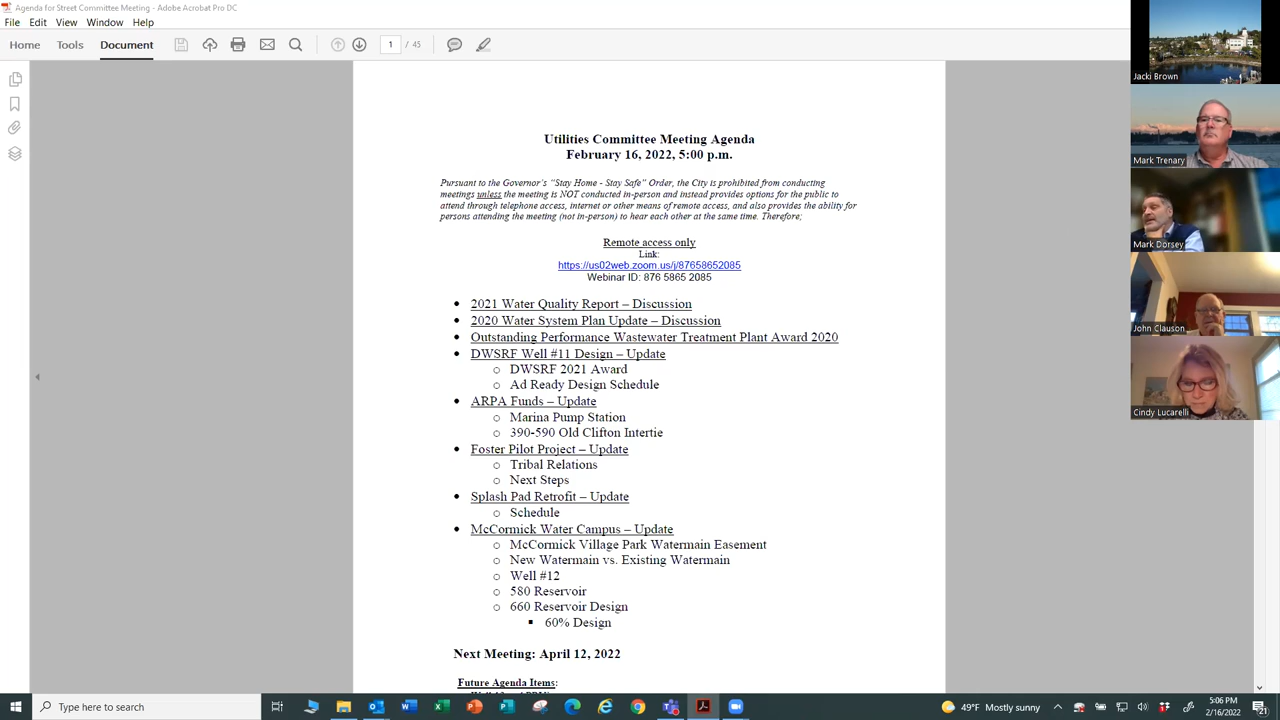 Agenda for Street Committee Meeting - Adobe Acrobat Pro DC
File Edit View Window Help
Home Tools Document 1 / 45
Utilities Committee Meeting Agenda
February 16, 2022, 5:00 p.m.
Pursuant to the Governor's "Stay Home - Stay Safe" Order, the City is prohibited from conducting
meetings unless the meeting is NOT conducted in-person and instead provides options for the public to
attend through telephone access, internet or other means of remote access, and also provides the ability for
persons attending the meeting (not in-person) to hear each other at the same time. Therefore;
Remote access only
Link:
https://us02web.zoom.us/j/87658652085
Webinar ID: 876 5865 2085
• 2021 Water Quality Report – Discussion
• 2020 Water System Plan Update – Discussion
• Outstanding Performance Wastewater Treatment Plant Award 2020
• DWSRF Well #11 Design – Update
o DWSRF 2021 Award
o Ad Ready Design Schedule
• ARPA Funds – Update
o Marina Pump Station
o 390-590 Old Clifton Intertie
• Foster Pilot Project – Update
o Tribal Relations
o Next Steps
• Splash Pad Retrofit – Update
o Schedule
• McCormick Water Campus – Update
o McCormick Village Park Watermain Easement
o New Watermain vs. Existing Watermain
o Well #12
o 580 Reservoir
o 660 Reservoir Design
▪ 60% Design
Next Meeting: April 12, 2022
Future Agenda Items:
Jacki Brown
Mark Trenary
Mark Dorsey
John Clauson
Cindy Lucarelli
Type here to search
49°F Mostly sunny
5:06 PM
2/16/2022
21